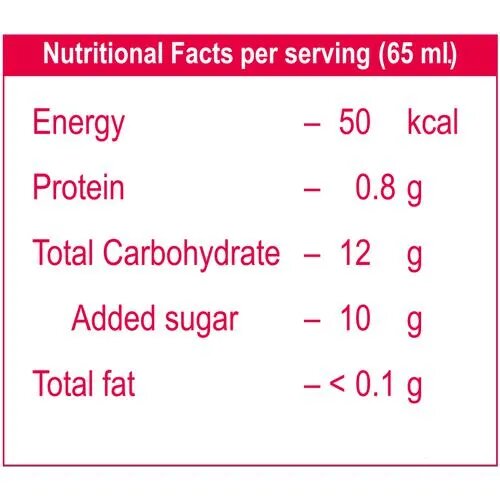 Nutritional Facts per serving (65 ml.)
Energy – 50 kcal
Protein – 0.8 g
Total Carbohydrate – 12 g
Added sugar – 10 g
Total fat – < 0.1 g